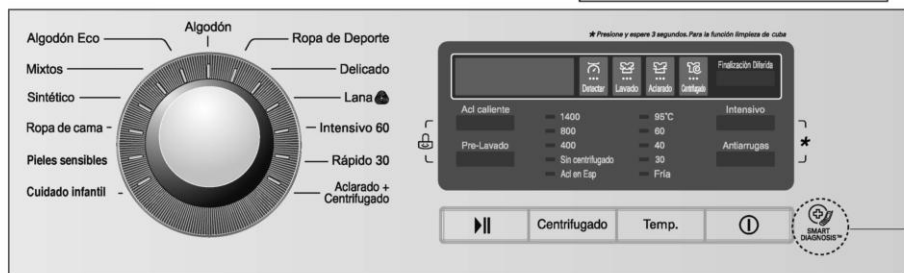 Algodón
Algodón Eco
Ropa de Deporte
Mixtos
Delicado
Sintético
Lana
Ropa de cama
Intensivo 60
Pieles sensibles
Rápido 30
Cuidado infantil
Aclarado +
Centrifugado
* Presione y espere 3 segundos.Para la función limpieza de cuba
Detectar
Lavado
Aclarado
Centrifugado
Finalización Diferida
Acl caliente
Pre-Lavado
1400
800
400
Sin centrifugado
Acl en Esp
95°C
60
40
30
Fría
Intensivo
Antiarrugas
*
Centrifugado
Temp.
SMART
DIAGNOSIS™